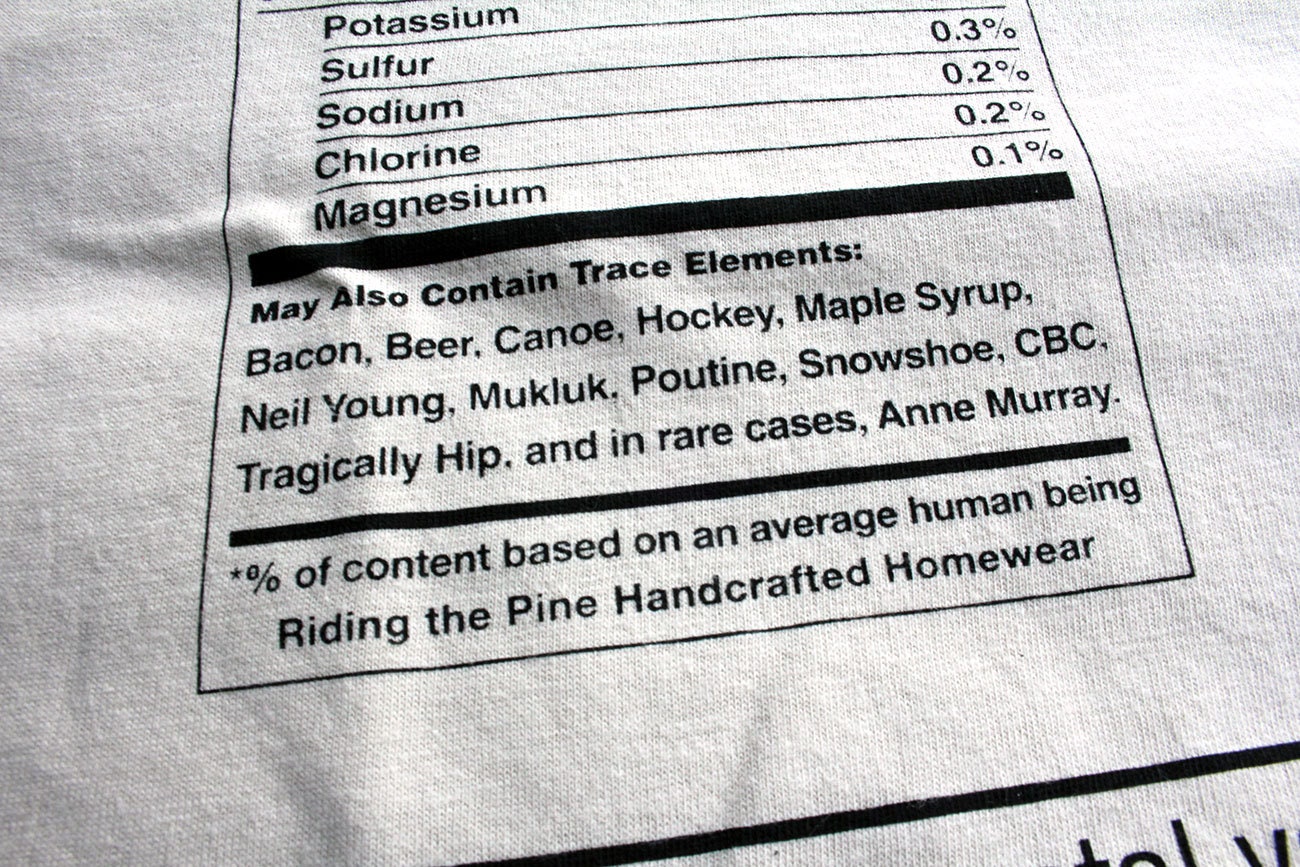 Potassium
Sulfur 0.3%
Sodium 0.2%
Chlorine 0.2%
Magnesium 0.1%
May Also Contain Trace Elements:
Bacon, Beer, Canoe, Hockey, Maple Syrup,
Neil Young, Mukluk, Poutine, Snowshoe, CBC,
Tragically Hip, and in rare cases, Anne Murray.
*% of content based on an average human being
Riding the Pine Handcrafted Homewear